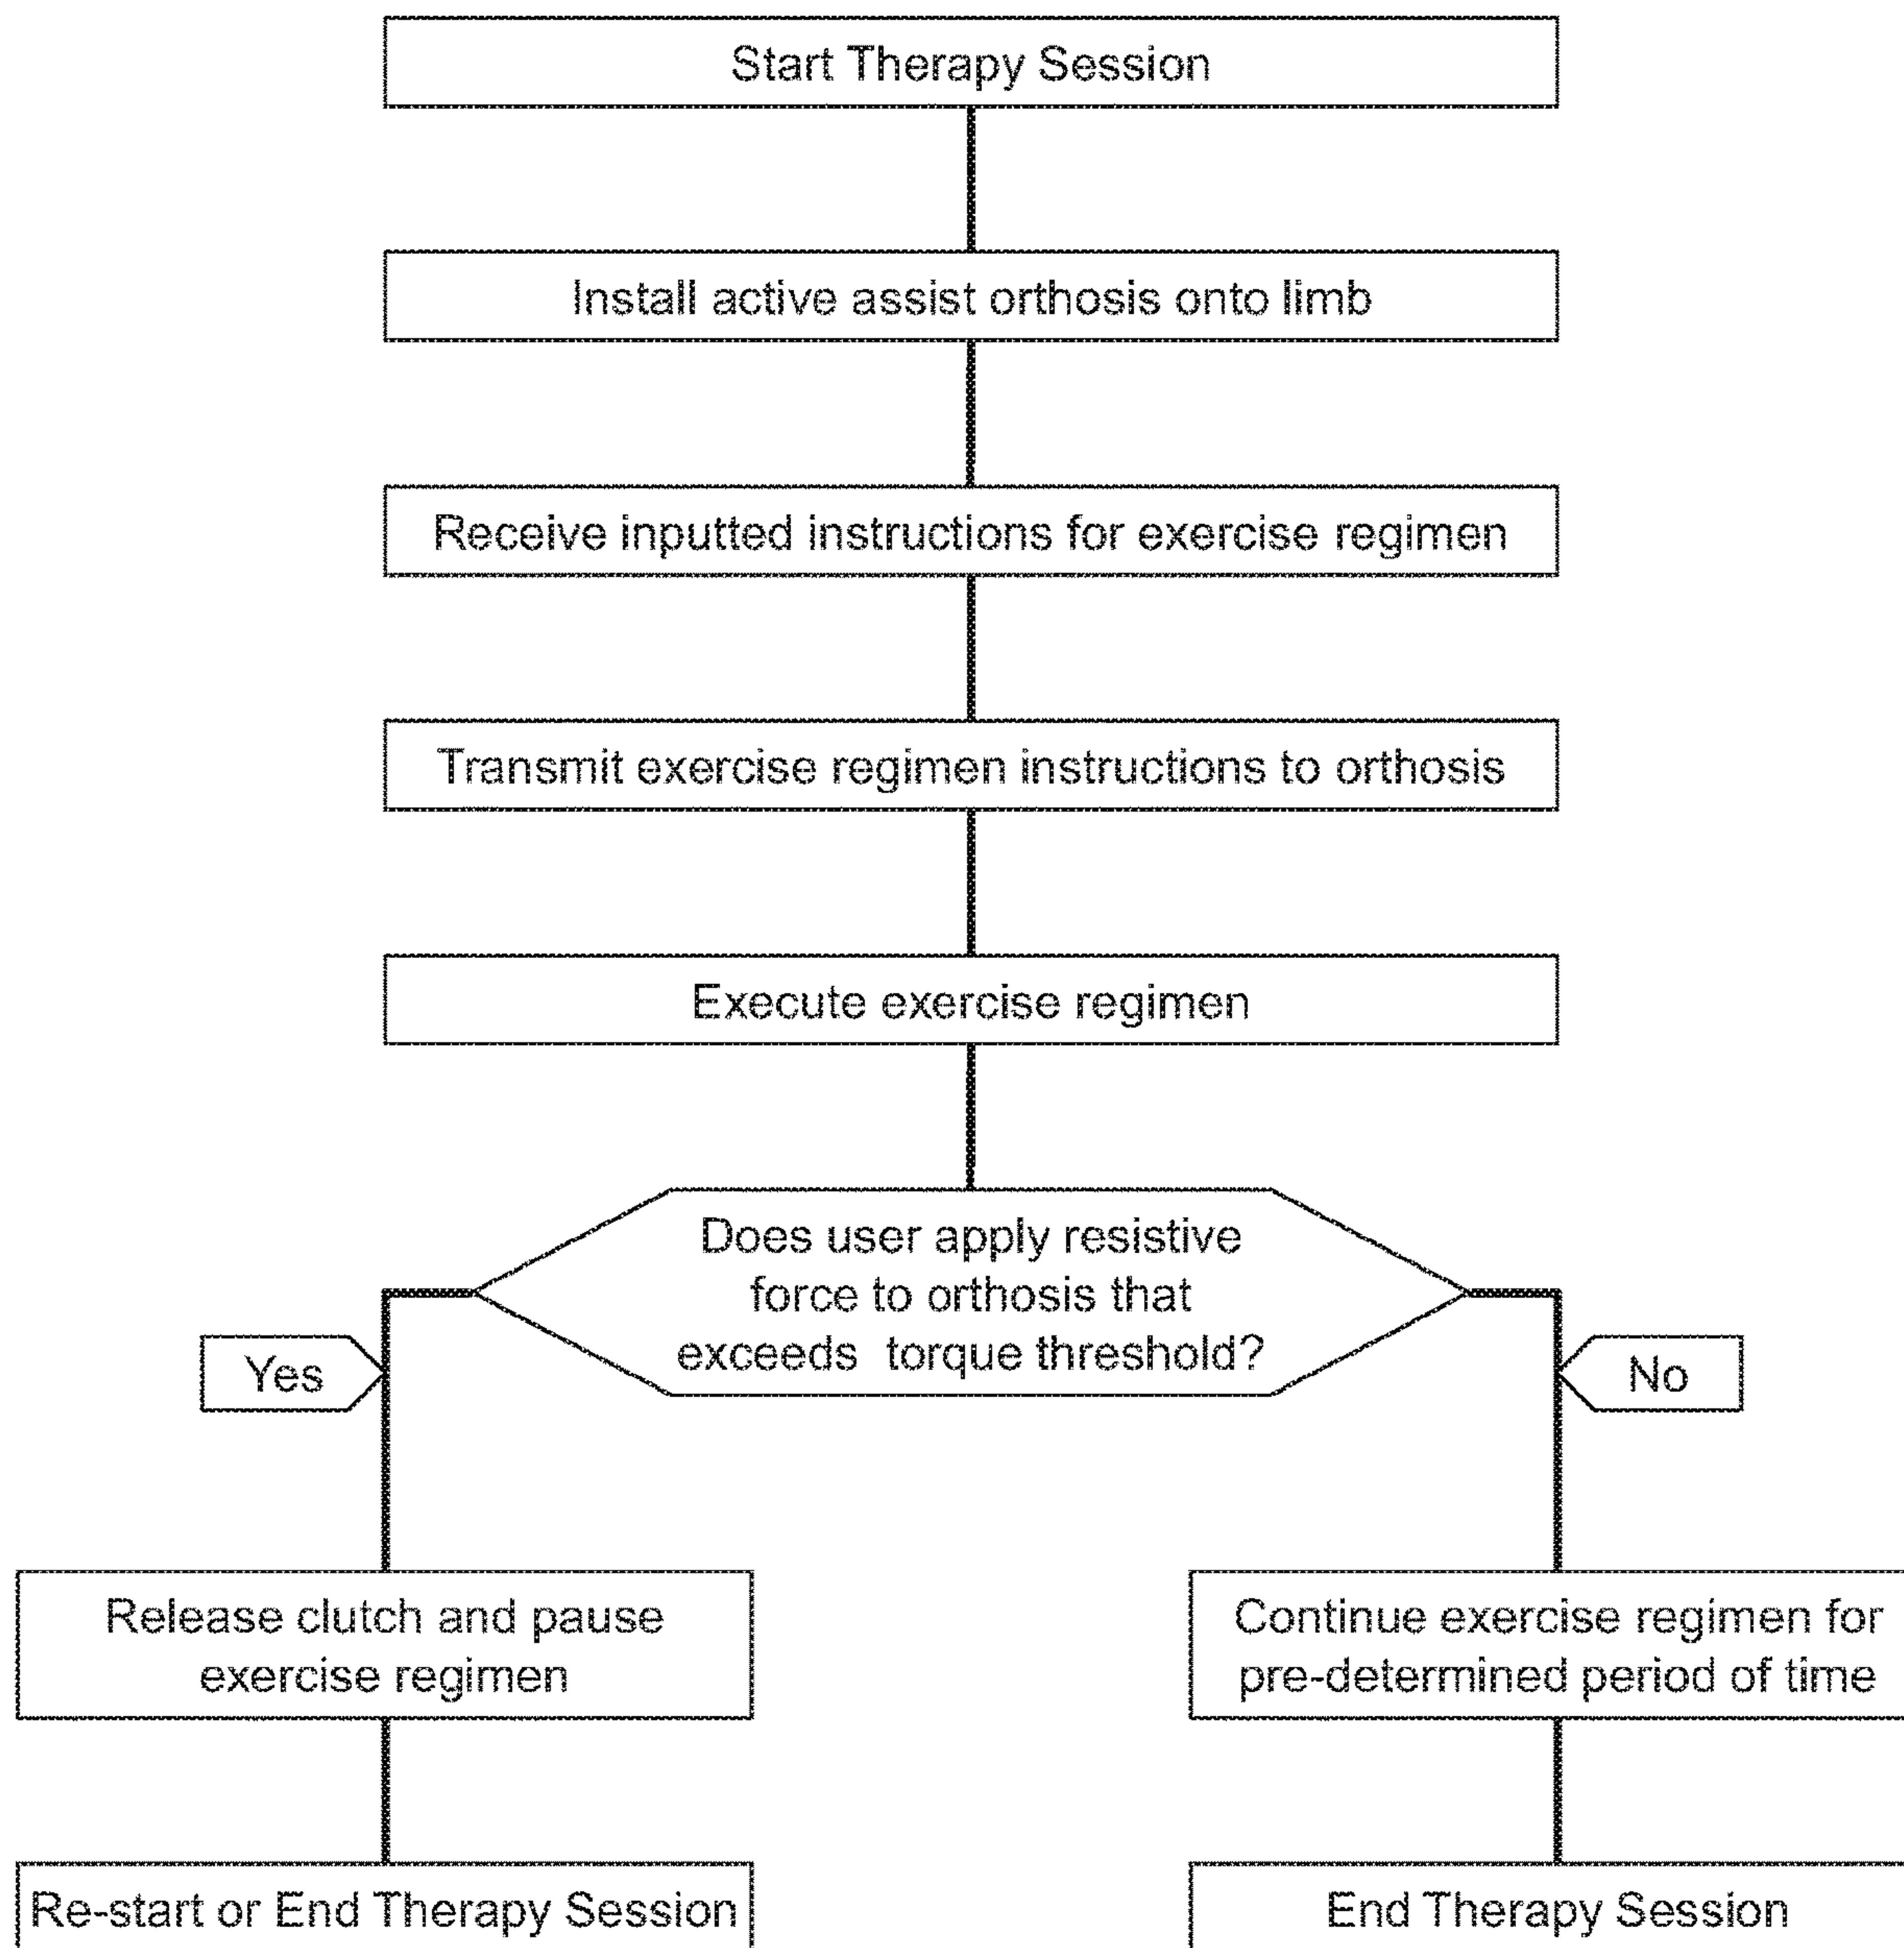 Start Therapy Session
Install active assist orthosis onto limb
Receive inputted instructions for exercise regimen
Transmit exercise regimen instructions to orthosis
Execute exercise regimen
Does user apply resistive
force to orthosis that
exceeds torque threshold?
Yes
No
Release clutch and pause
exercise regimen
Continue exercise regimen for
pre-determined period of time
Re-start or End Therapy Session
End Therapy Session